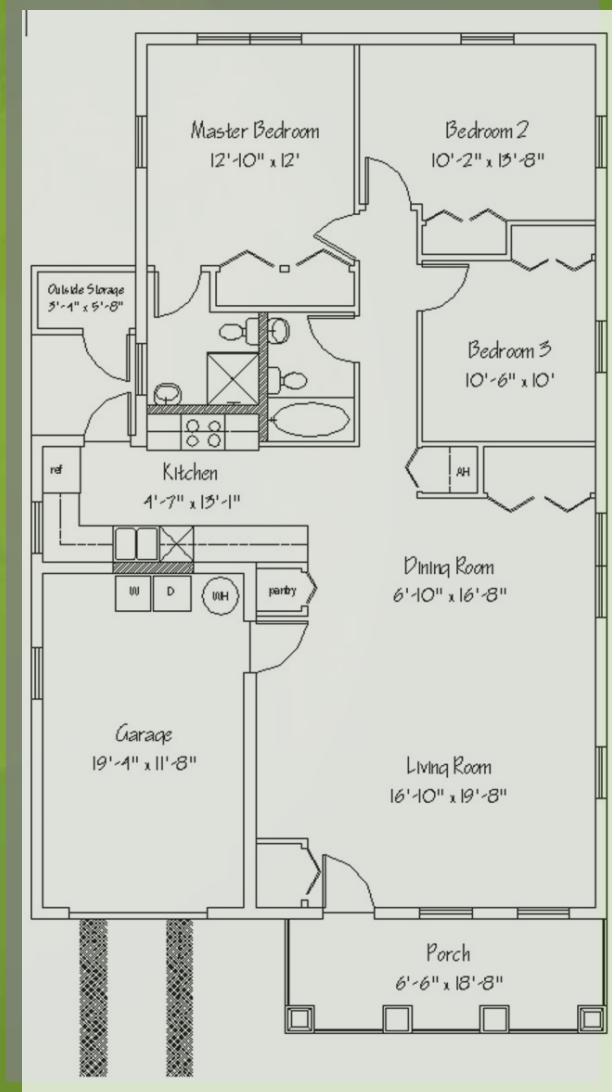 Master Bedroom
12'-10" x 12'
Bedroom 2
10'-2" x 13'-8"
Outside Storage
3'-4" x 5'-8"
Bedroom 3
10'-6" x 10'
ref
Kitchen
4'-7" x 13'-1"
AH
Dining Room
6'-10" x 16'-8"
W
D
WH
pantry
Garage
19'-4" x 11'-8"
Living Room
16'-10" x 19'-8"
Porch
6'-6" x 18'-8"